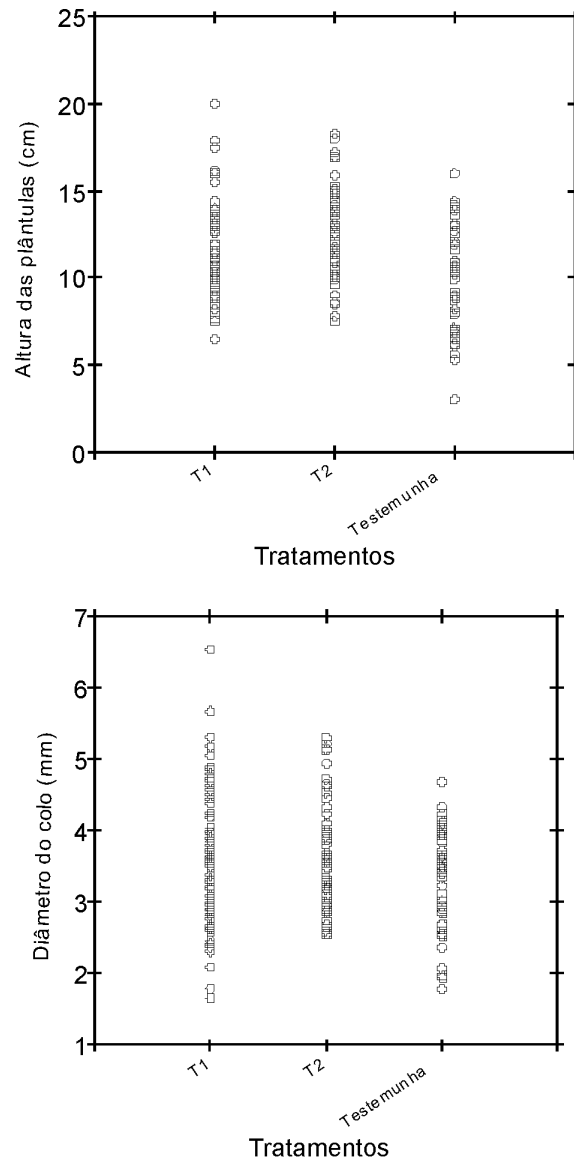 25
20
15
10
5
0
Altura das plântulas (cm)
T1
T2
Testemunha
Tratamentos
7
6
5
4
3
2
1
Diâmetro do colo (mm)
T1
T2
Testemunha
Tratamentos